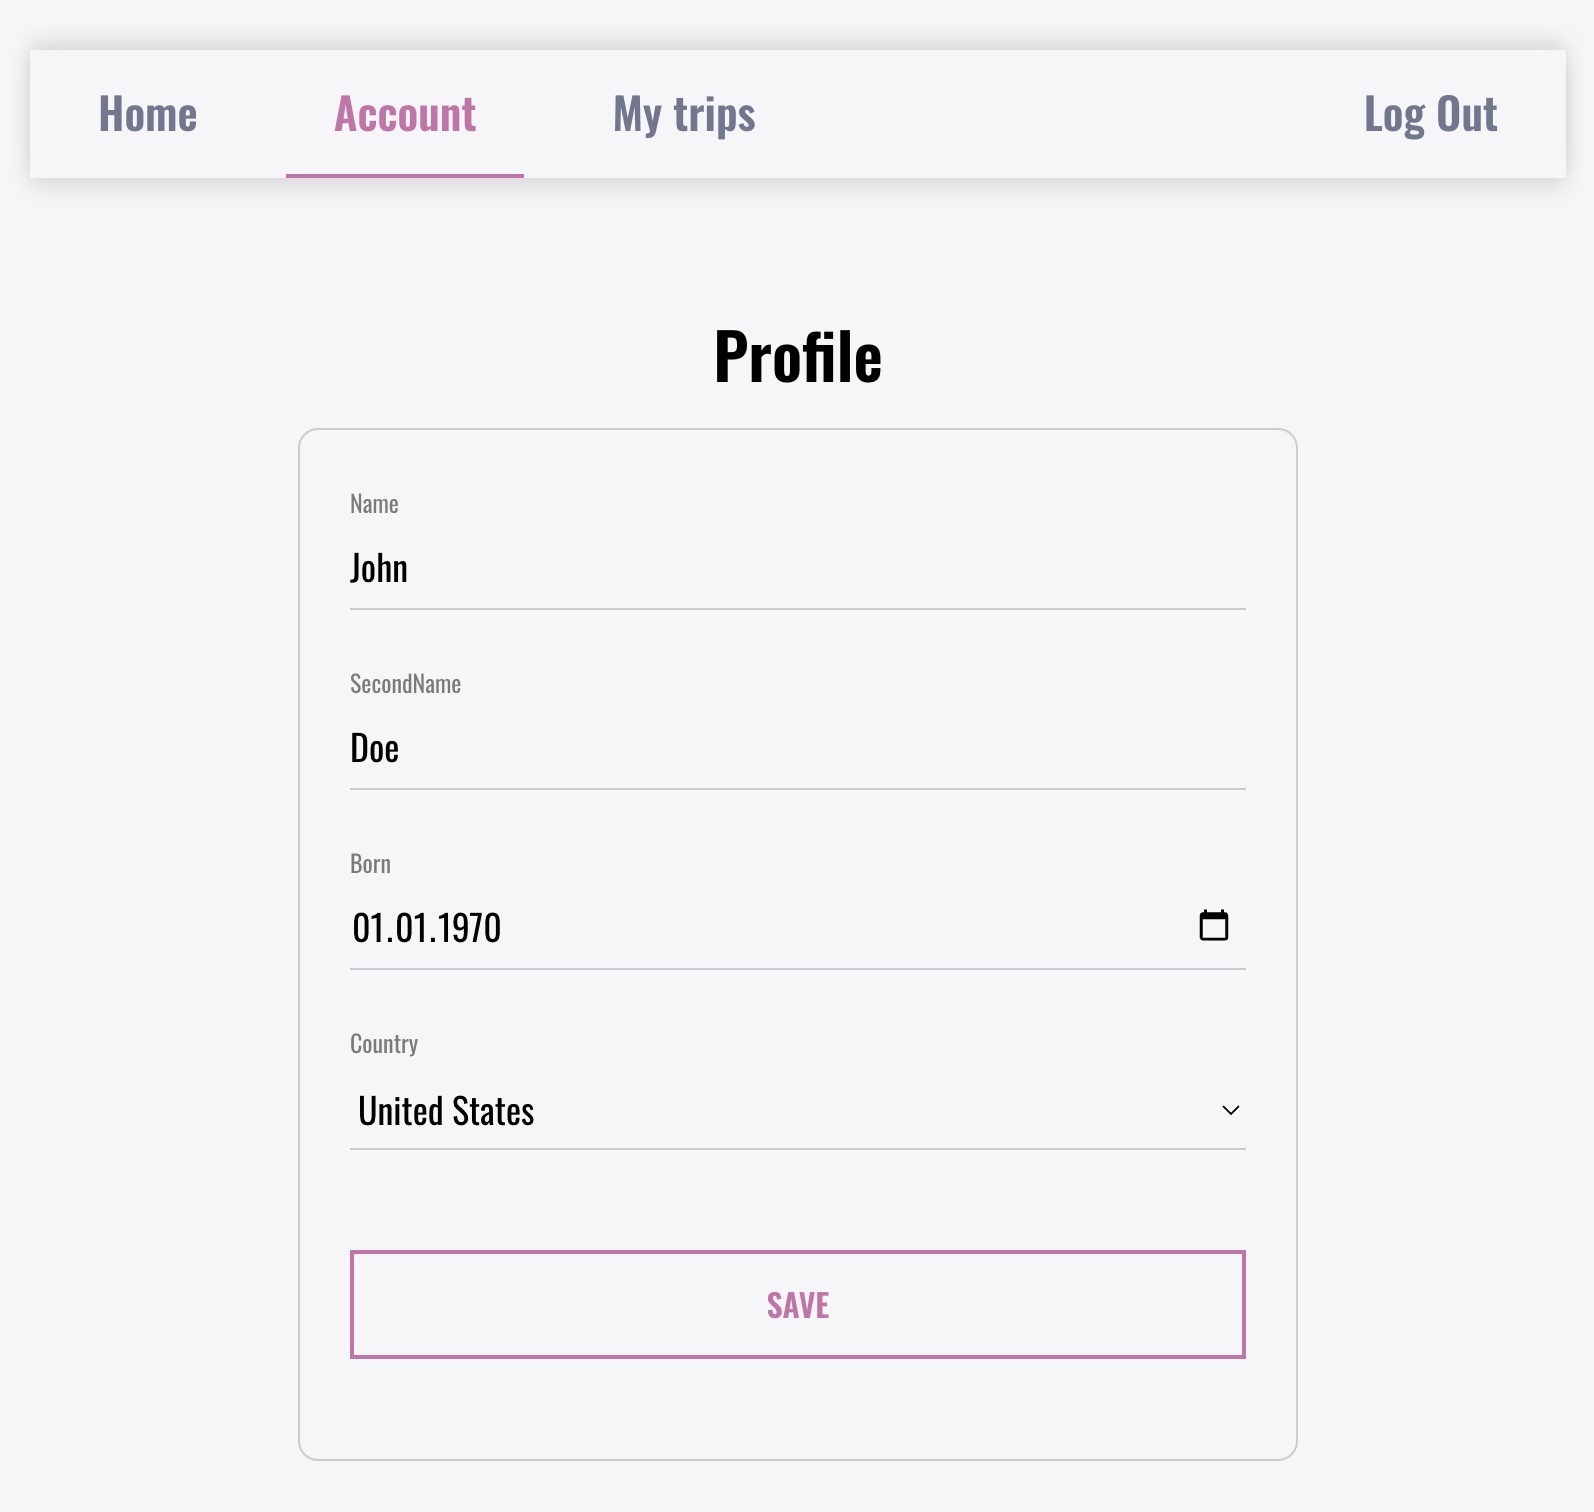 Home Account My trips Log Out
Profile
Name
John
SecondName
Doe
Born
01.01.1970
Country
United States
SAVE